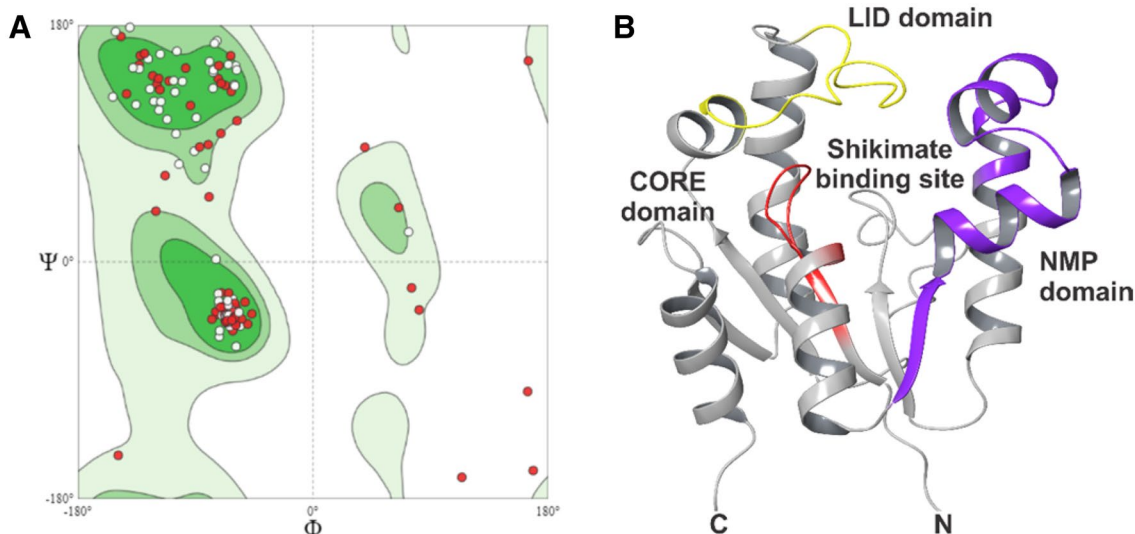 A
180°
Ψ 0°
-180°
-180° 0° 180°
Φ
B
LID domain
Shikimate
binding site
CORE
domain
NMP
domain
C
N